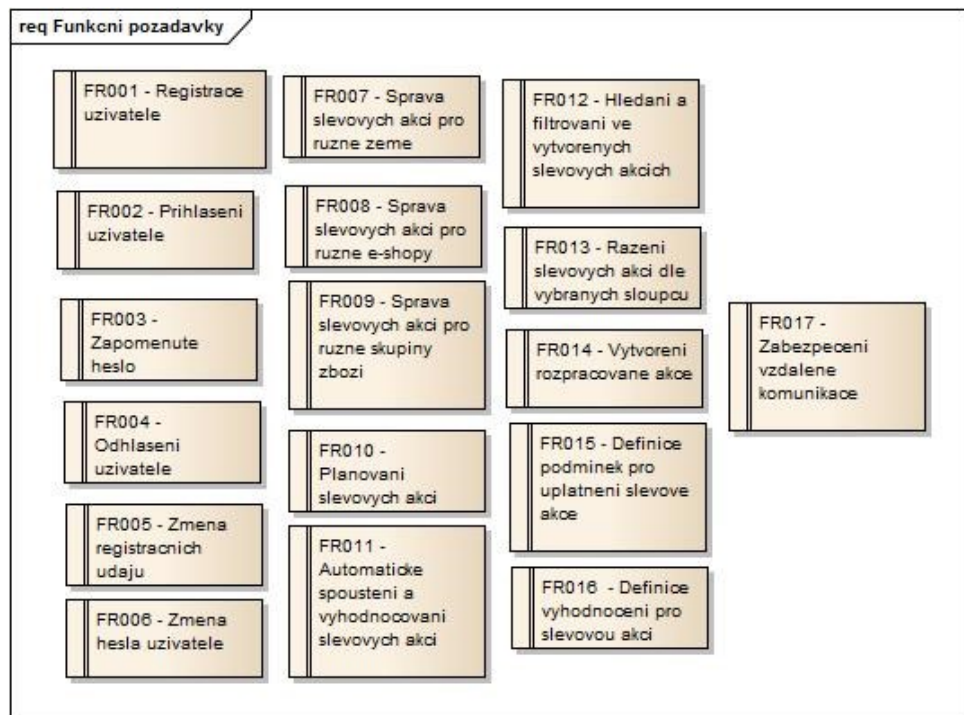 req Funkcni pozadavky
FR001 - Registrace
uzivatele
FR002 - Prihlaseni
uzivatele
FR003 -
Zapomenute
heslo
FR004 -
Odhlaseni
uzivatele
FR005 - Zmena
registracnich
udaju
FR006 - Zmena
hesla uzivatele
FR007 - Sprava
slevovych akci pro
ruzne zeme
FR008 - Sprava
slevovych akci pro
ruzne e-shopy
FR009 - Sprava
slevovych akci pro
ruzne skupiny
zbozi
FR010 -
Planovani
slevovych akci
FR011 -
Automaticke
spousteni a
vyhodnocovani
slevovych akci
FR012 - Hledani a
filtrovani ve
vytvorenych
slevovych akcich
FR013 - Razeni
slevovych akci dle
vybranych sloupcu
FR014 - Vytvoreni
rozpracovane akce
FR015 - Definice
podminek pro
uplatneni slevove
akce
FR016 - Definice
vyhodnoceni pro
slevovou akci
FR017 -
Zabezpeceni
vzdalene
komunikace